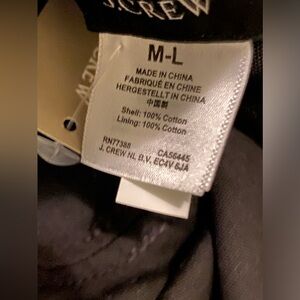 J.CREW
M-L
MADE IN CHINA
FABRIQUÉ EN CHINE
HERGESTELLT IN CHINA
中国製
Shell: 100% Cotton
Lining: 100% Cotton
RN77388 CA56445
J. CREW NL B.V, EC4V 6JA
CREW